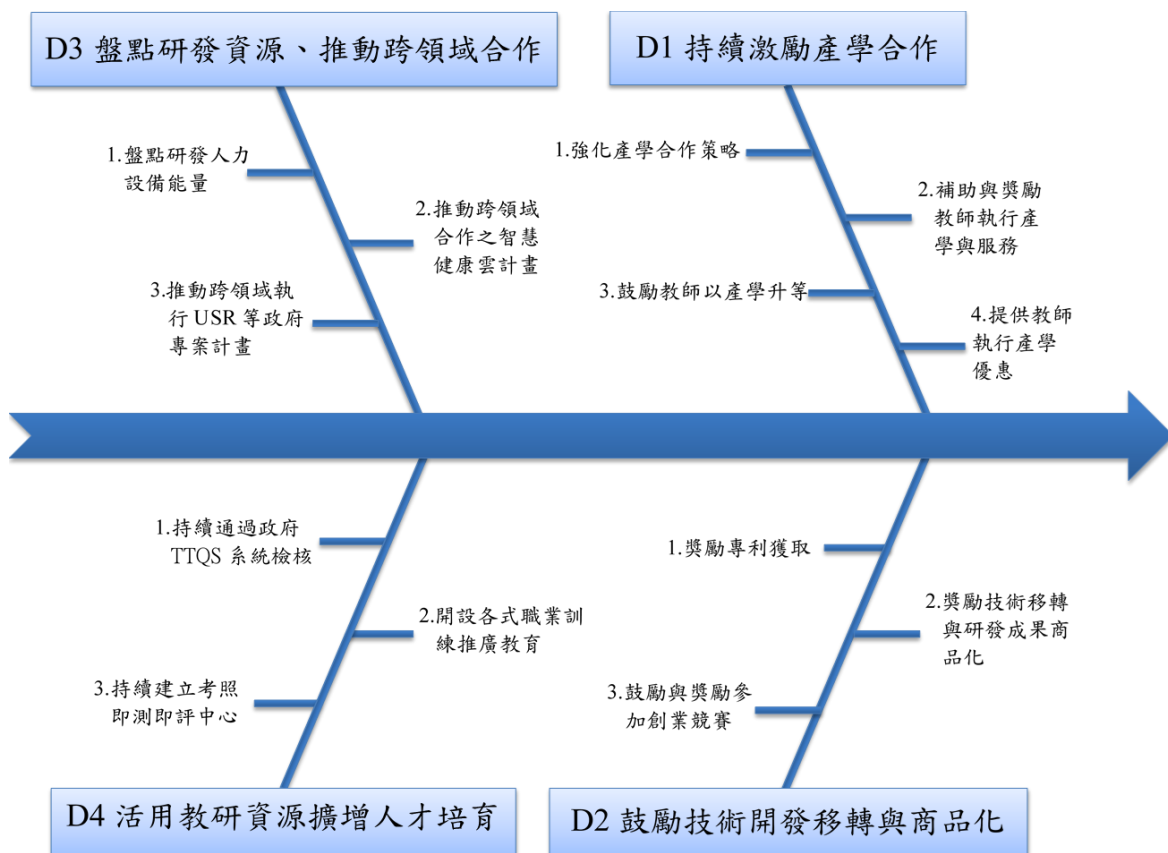 D3 盤點研發資源、推動跨領域合作
D1 持續激勵產學合作
1.盤點研發人力
設備能量
2.推動跨領域
合作之智慧
健康雲計畫
3.推動跨領域執
行 USR 等政府
專案計畫
1.強化產學合作策略
2.補助與獎勵
教師執行產
學與服務
3.鼓勵教師以產學升等
4.提供教師
執行產學
優惠
1.持續通過政府
TTQS 系統檢核
2.開設各式職業訓
練推廣教育
3.持續建立考照
即測即評中心
1.獎勵專利獲取
2.獎勵技術移轉
與研發成果商
品化
3.鼓勵與獎勵參
加創業競賽
D4 活用教研資源擴增人才培育
D2 鼓勵技術開發移轉與商品化